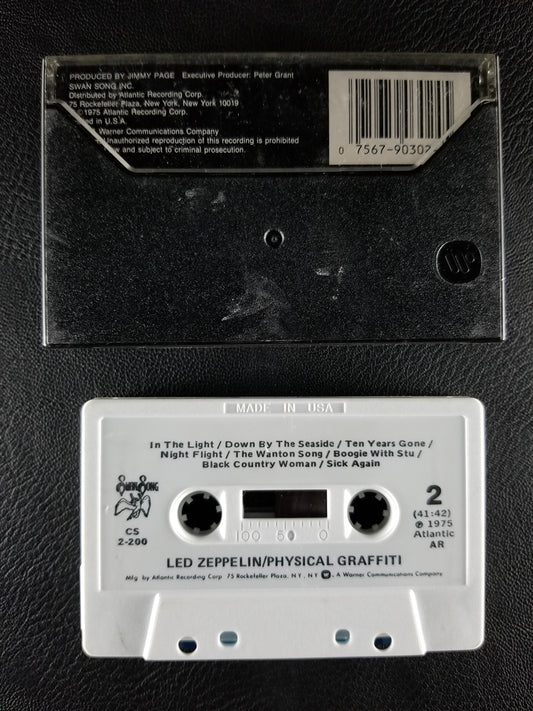 PRODUCED BY JIMMY PAGE Executive Producer: Peter Grant
SWAN SONG INC.
Distributed by Atlantic Recording Corp.
75 Rockefeller Plaza, New York, New York 10019
©1975 Atlantic Recording Corp.
in U.S.A.
Warner Communications Company
Unauthorized reproduction of this recording is prohibited
and subject to criminal prosecution.
0 7567-90302-
MADE IN USA
In The Light / Down By The Seaside / Ten Years Gone /
Night Flight / The Wanton Song / Boogie With Stu /
Black Country Woman / Sick Again
SWAN SONG
CS
2-200
100 50 0
2
(41:42)
℗ 1975
Atlantic
AR
LED ZEPPELIN/PHYSICAL GRAFFITI
Mfg. by Atlantic Recording Corp. 75 Rockefeller Plaza, N.Y., N.Y. - A Warner Communications Company